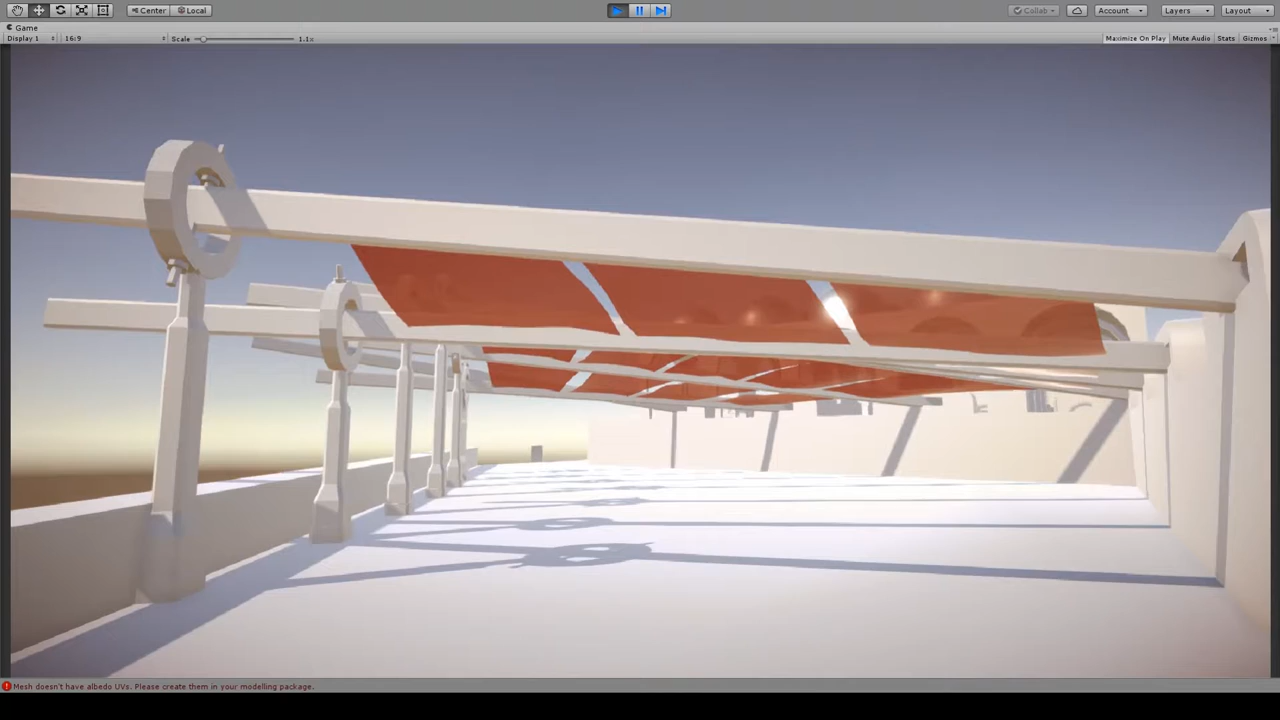 Center Local Collab Account Layers Layout
Game
Display 1 16:9 Scale 1.1x Maximize On Play Mute Audio Stats Gizmos
Mesh doesn't have albedo UVs. Please create them in your modelling package.